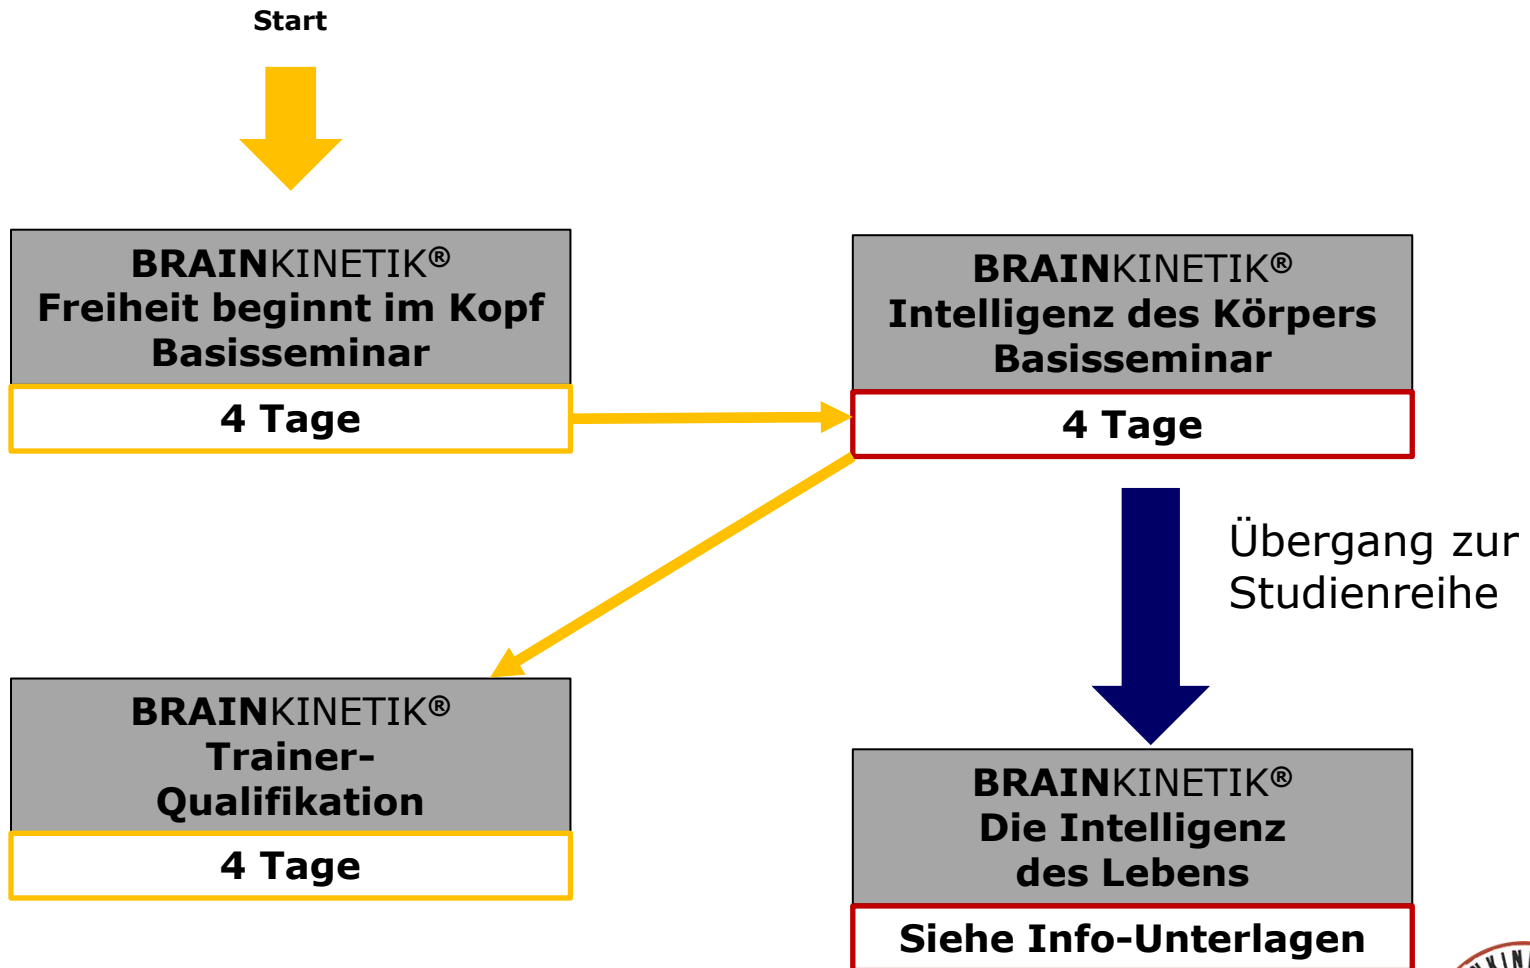 Start
BRAINKINETIK®
Freiheit beginnt im Kopf
Basisseminar
4 Tage
BRAINKINETIK®
Intelligenz des Körpers
Basisseminar
4 Tage
Übergang zur
Studienreihe
BRAINKINETIK®
Trainer-
Qualifikation
4 Tage
BRAINKINETIK®
Die Intelligenz
des Lebens
Siehe Info-Unterlagen